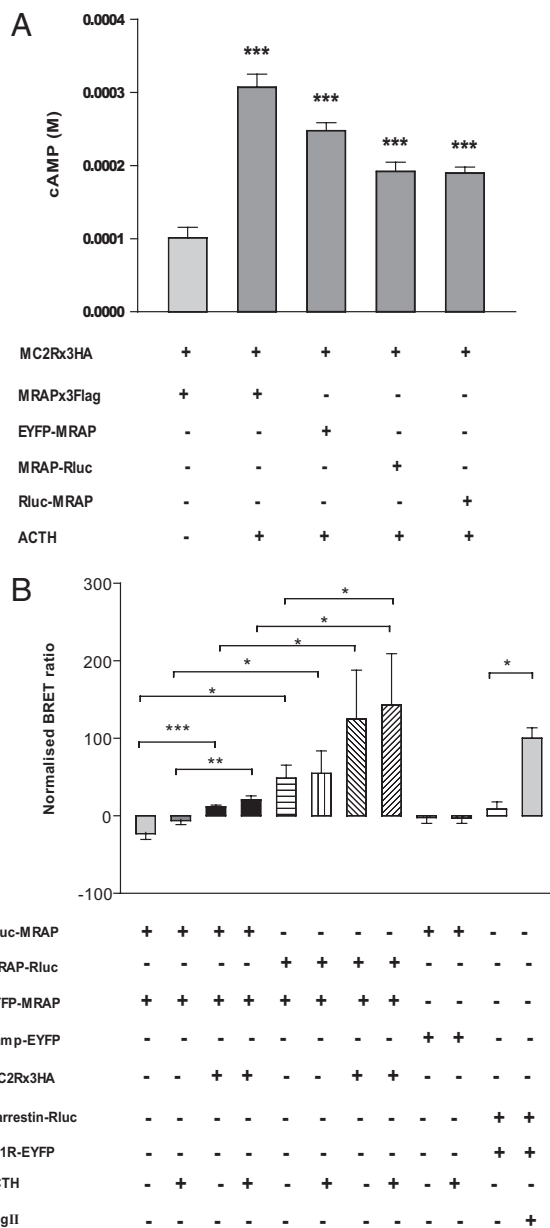 A
0.0004
0.0003
0.0002
0.0001
0.0000
cAMP (M)
*** *** *** ***
MC2Rx3HA + + + + +
MRAPx3Flag + + - - -
EYFP-MRAP - - + - -
MRAP-Rluc - - - + -
Rluc-MRAP - - - - +
ACTH - + + + +
B
300
200
100
0
-100
Normalised BRET ratio
*
*
*
*
*
***
**
*
uc-MRAP + + + + - - - - + + - -
RAP-Rluc - - - - + + + + - - - -
FP-MRAP + + + + + + + + - - - -
mp-EYFP - - - - - - - - + + - -
C2Rx3HA - - + + - - + + - - - -
arrestin-Rluc - - - - - - - - - - + +
1R-EYFP - - - - - - - - - - + +
CTH - + - + - + - + - + - -
gII - - - - - - - - - - - +